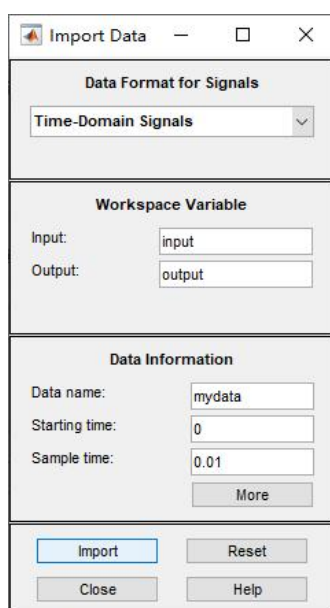 Import Data
Data Format for Signals
Time-Domain Signals
Workspace Variable
Input: input
Output: output
Data Information
Data name: mydata
Starting time: 0
Sample time: 0.01
More
Import Reset
Close Help